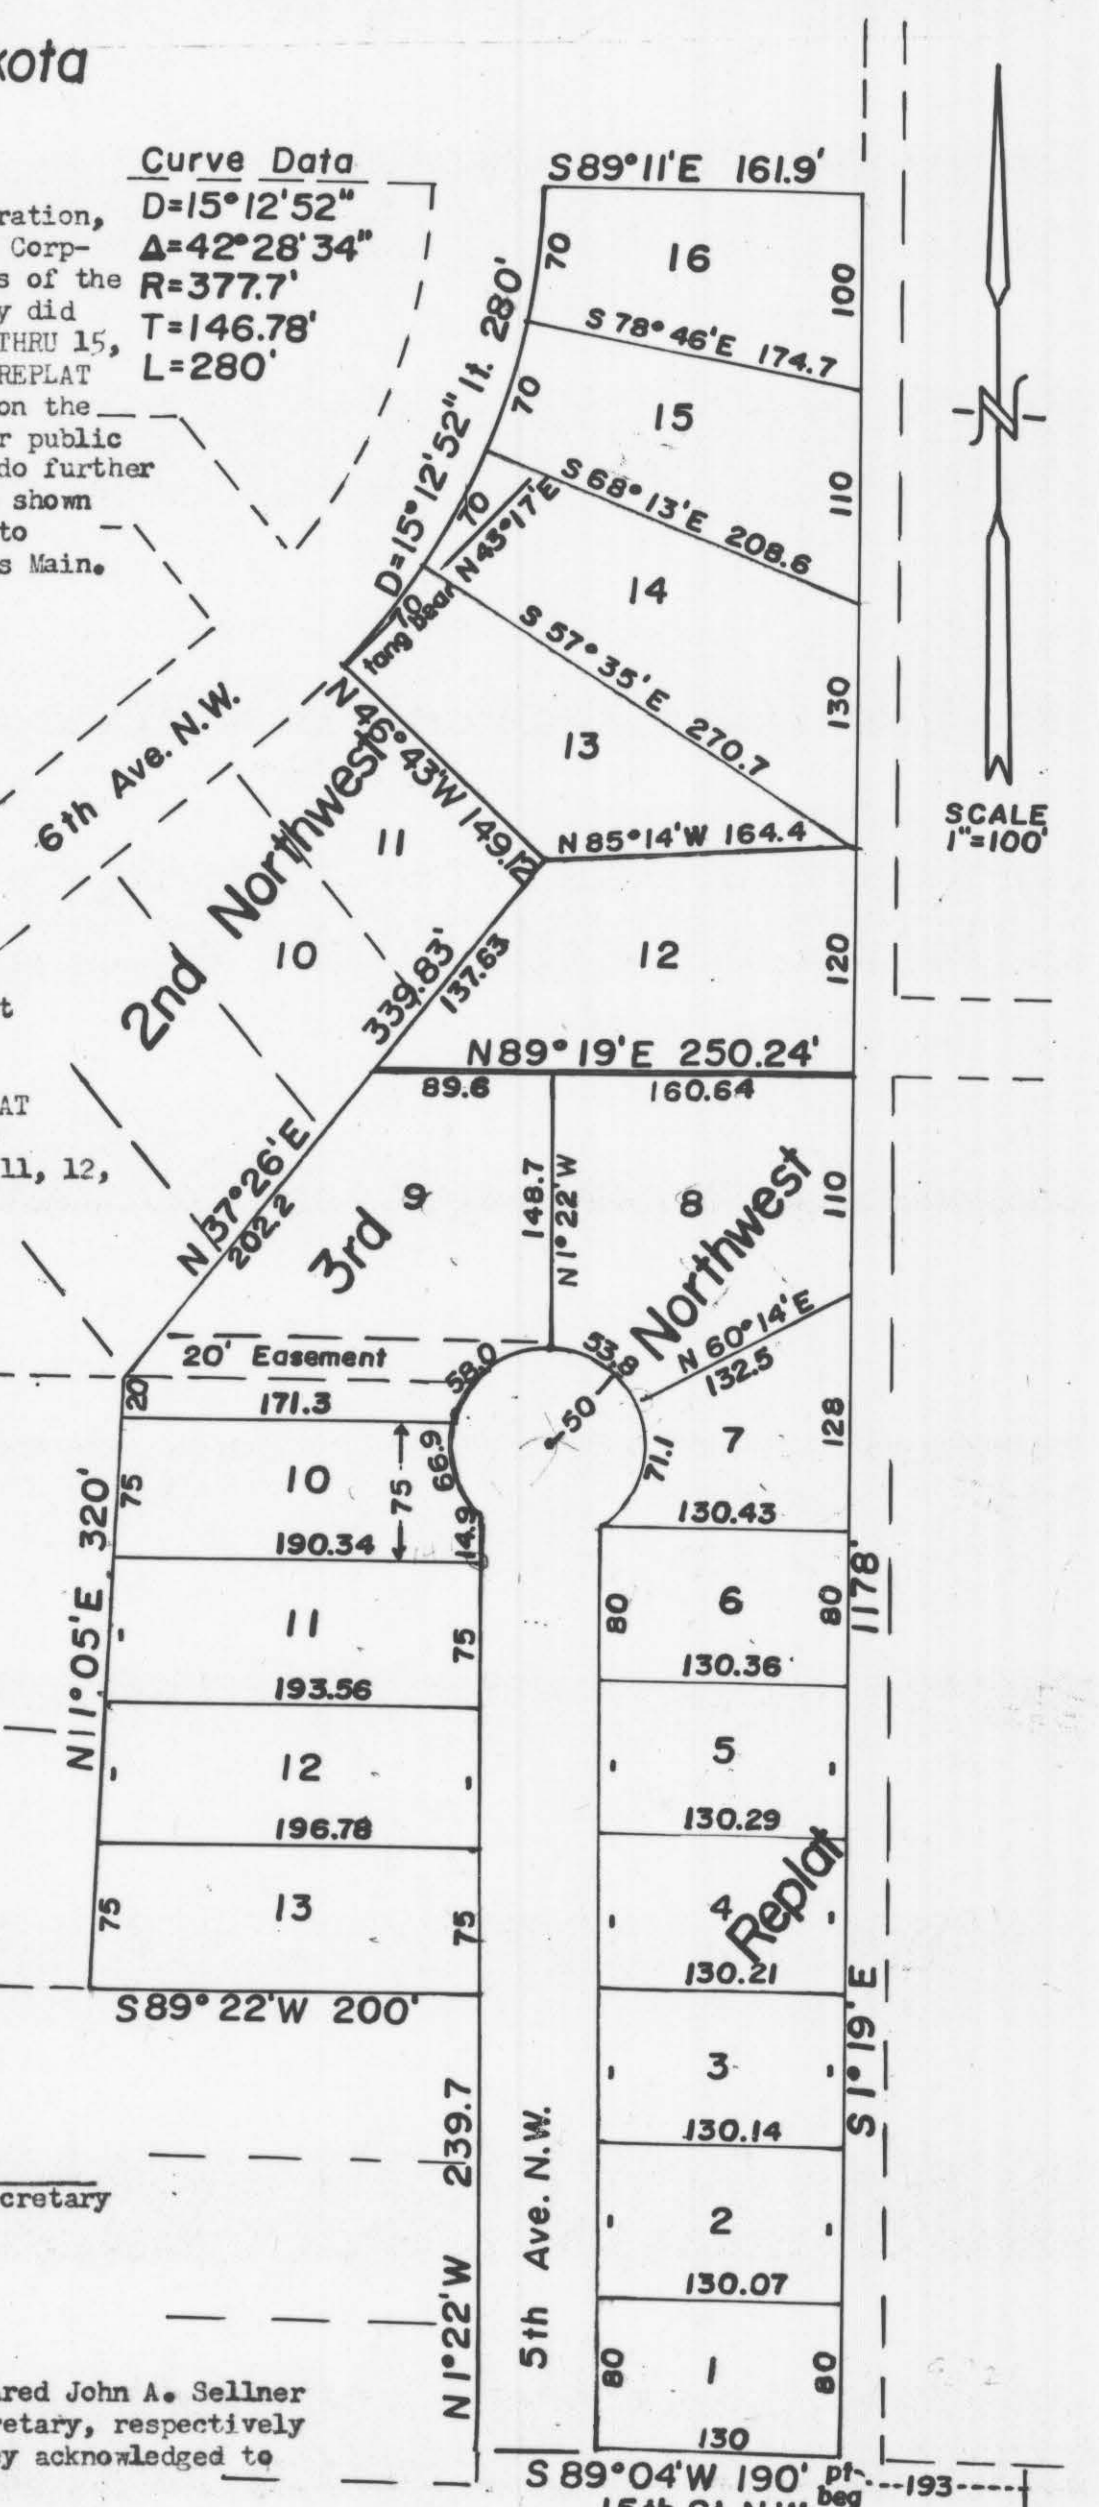 kota
Curve Data
D=15°12'52"
Δ=42°28'34"
R=377.7'
T=146.78'
L=280'
ration,
Corp-
s of the
y did
THRU 15,
REPLAT
on the
r public
do further
shown
to
s Main.
S89°11'E 161.9'
70
16
100
S 78°46'E 174.7
D=15°12'52" lt. 280'
70
15
110
S 68°13'E 208.6
70
N 43°17'E
tang bear
70
14
130
S 57°35'E 270.7
SCALE
1"=100'
6th Ave. N.W.
N 46°43'W 149.13
13
N 85°14'W 164.4
11
2nd Northwest
10
339.83'
137.63
12
120
t
N89°19'E 250.24'
89.6
160.64
AT
11, 12,
N 37°26'E
202.2
9
3rd
148.7
N 1°22'W
8
Northwest
110
N 60°14'E
132.5
20' Easement
58.0
53.8
50
20
171.3
7
128
75
10
75
66.9
71.1
190.34
14.9
130.43
N11°05'E 320'
11
75
6
80
80
1178'
193.56
130.36
12
5
196.78
130.29
75
13
75
4
Replat
130.21
S89°22'W 200'
S 1°19'E
3
130.14
N 1°22'W 239.7
5th Ave. N.W.
cretary
2
130.07
80
1
80
130
red John A. Sellner
retary, respectively
y acknowledged to
S 89°04'W 190'
pt
beg
193